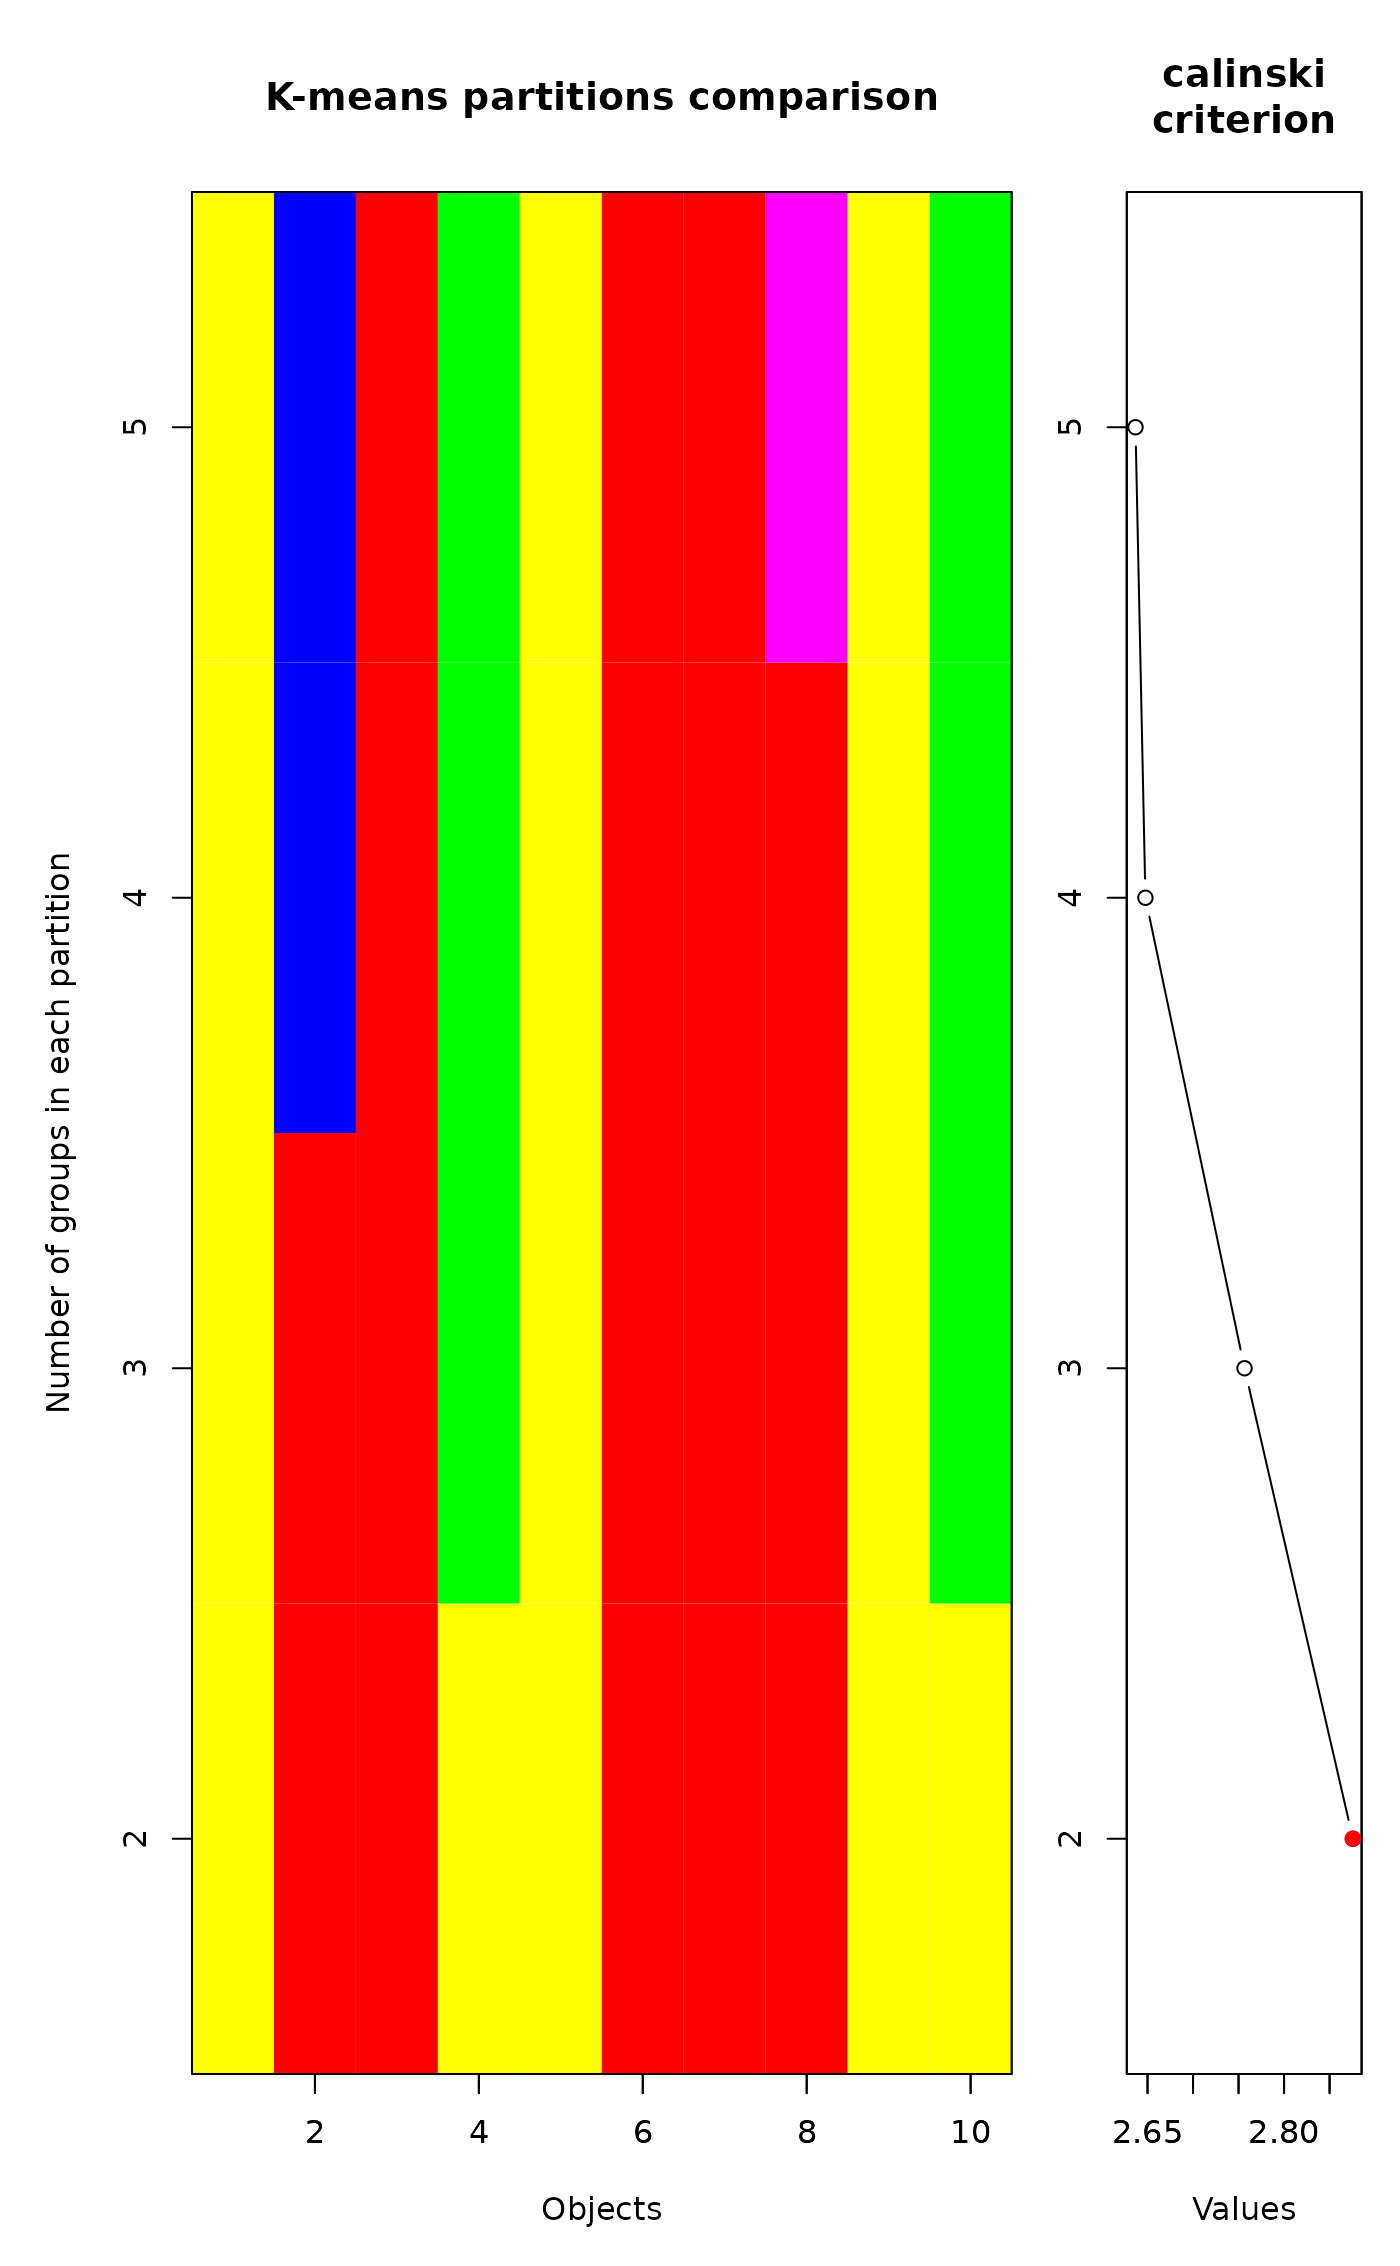 K-means partitions comparison
calinski
criterion
Number of groups in each partition
5
4
3
2
2 4 6 8 10
Objects
5
4
3
2
2.65 2.80
Values